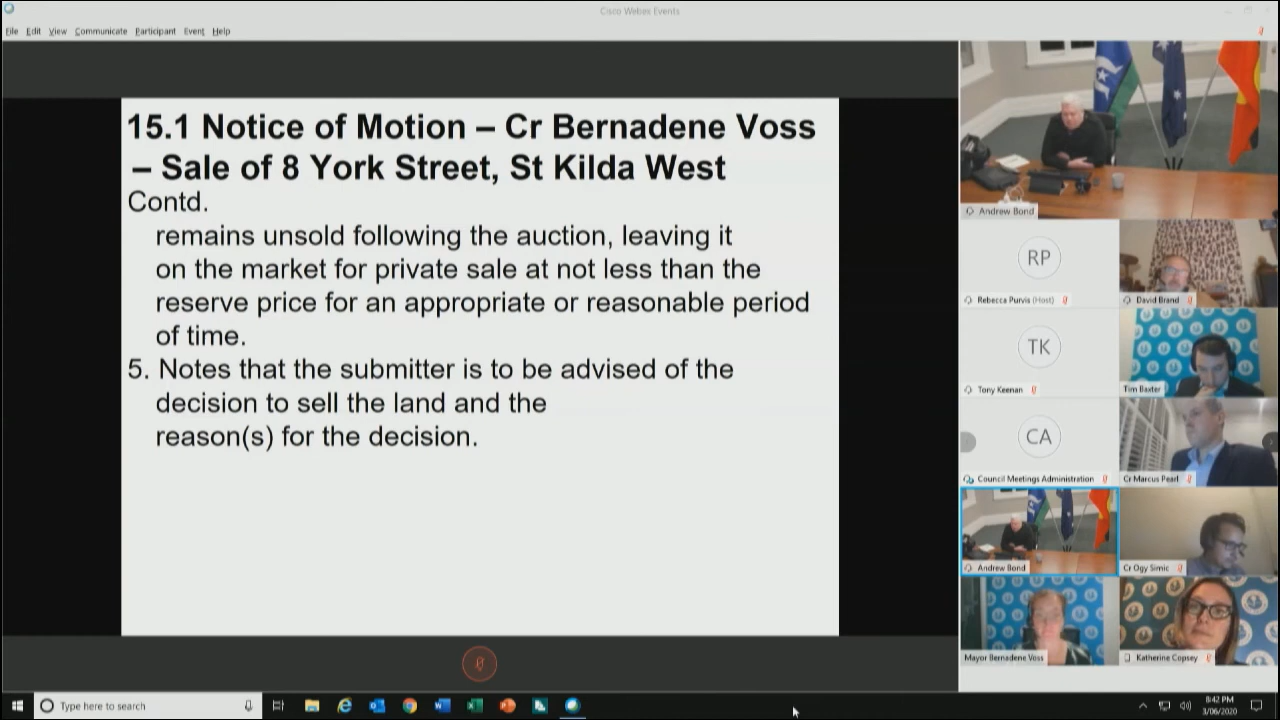 Cisco Webex Events
File Edit View Communicate Participant Event Help
15.1 Notice of Motion – Cr Bernadene Voss
– Sale of 8 York Street, St Kilda West
Contd.
remains unsold following the auction, leaving it
on the market for private sale at not less than the
reserve price for an appropriate or reasonable period
of time.
5. Notes that the submitter is to be advised of the
decision to sell the land and the
reason(s) for the decision.
Andrew Bond
RP
Rebecca Purvis (Host)
David Brand
TK
Tony Keenan
Tim Baxter
CA
Council Meetings Administration
Cr Marcus Pearl
Andrew Bond
Cr Ogy Simic
Mayor Bernadene Voss
Katherine Copsey
Type here to search
8:42 PM
3/06/2020